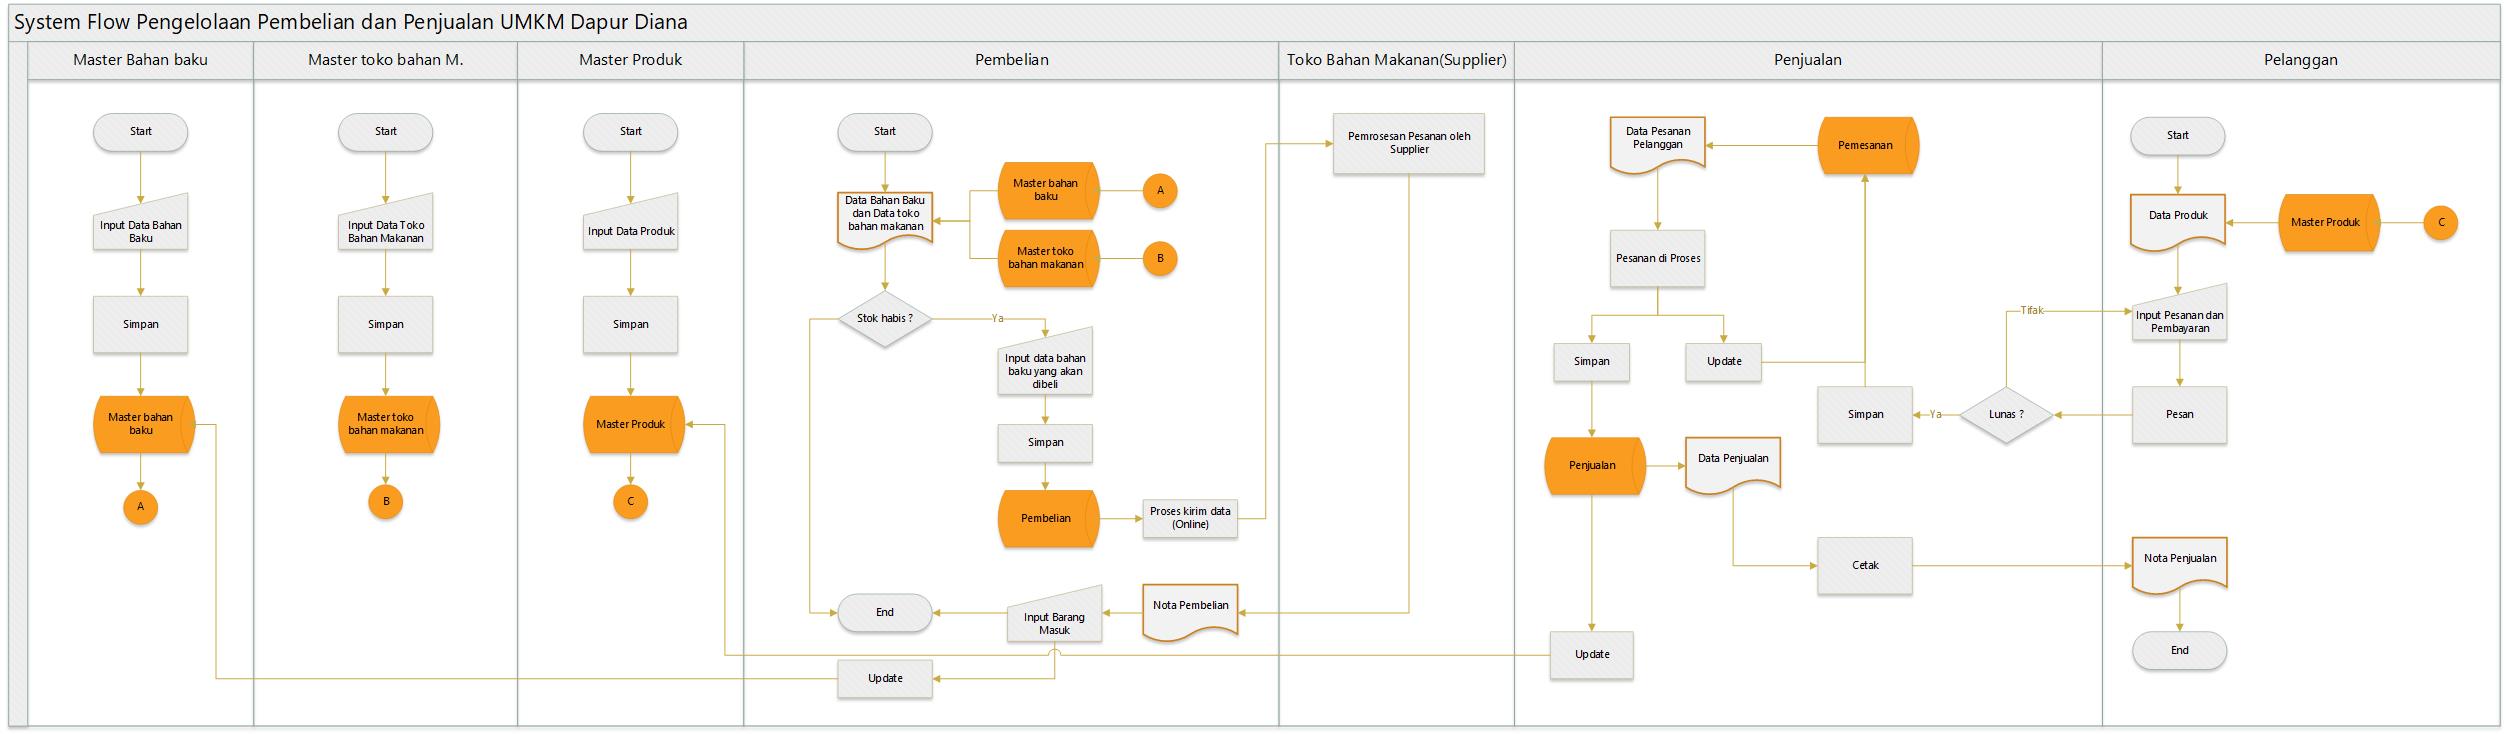 System Flow Pengelolaan Pembelian dan Penjualan UMKM Dapur Diana
Master Bahan baku
Master toko bahan M.
Master Produk
Pembelian
Toko Bahan Makanan(Supplier)
Penjualan
Pelanggan
Start
Input Data Bahan
Baku
Simpan
Master bahan
baku
A
Start
Input Data Toko
Bahan Makanan
Simpan
Master toko
bahan makanan
B
Start
Input Data Produk
Simpan
Master Produk
C
Start
Data Bahan Baku
dan Data toko
bahan makanan
Master bahan
baku
A
Master toko
bahan makanan
B
Stok habis ?
Ya
Input data bahan
baku yang akan
dibeli
Simpan
Pembelian
Proses kirim data
(Online)
End
Input Barang
Masuk
Nota Pembelian
Update
Pemrosesan Pesanan oleh
Supplier
Data Pesanan
Pelanggan
Pemesanan
Pesanan di Proses
Simpan
Update
Simpan
Ya
Lunas ?
Tifak
Penjualan
Data Penjualan
Cetak
Update
Start
Data Produk
Master Produk
C
Input Pesanan dan
Pembayaran
Pesan
Nota Penjualan
End